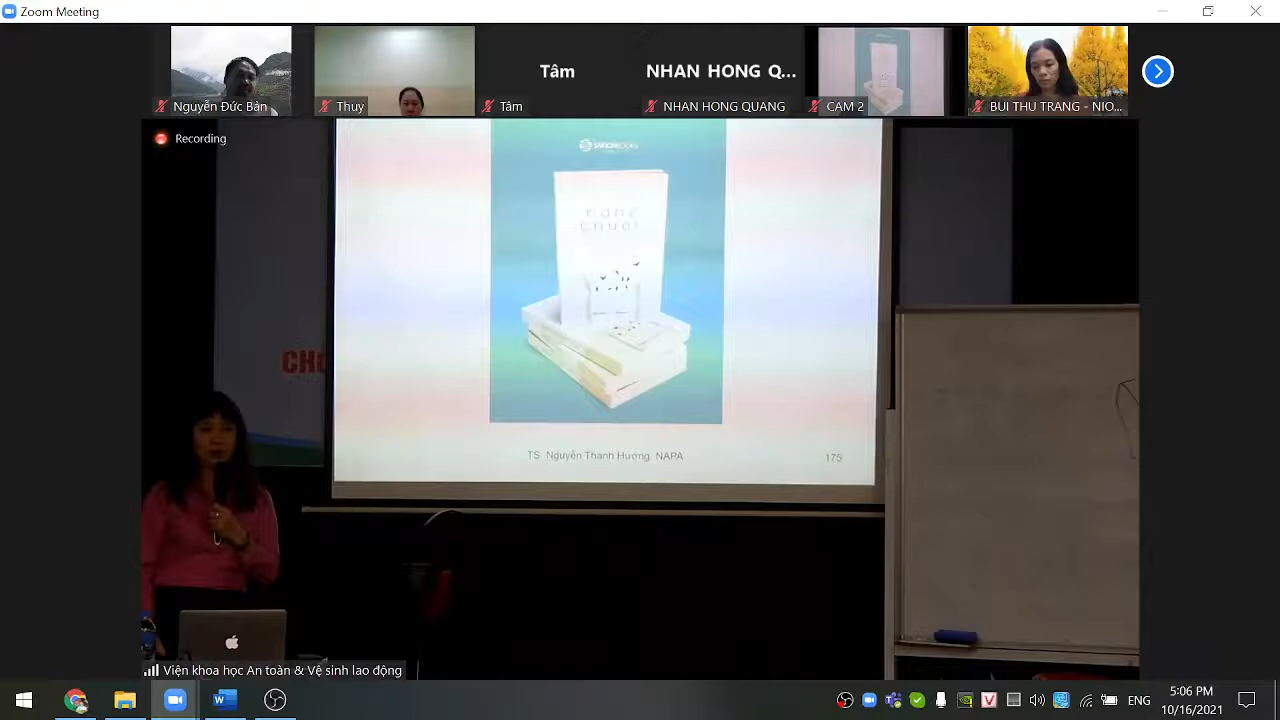 Zoom Meeting
Tâm
NHAN HONG Q...
Nguyễn Đức Bản
Thuy
Tâm
NHAN HONG QUANG
CAM 2
BUI THU TRANG - NIO...
Recording
TS. Nguyễn Thanh Hương. NAPA
175
Viện khoa học An toàn & Vệ sinh lao động
ENG
5:06 PM
10/16/2021